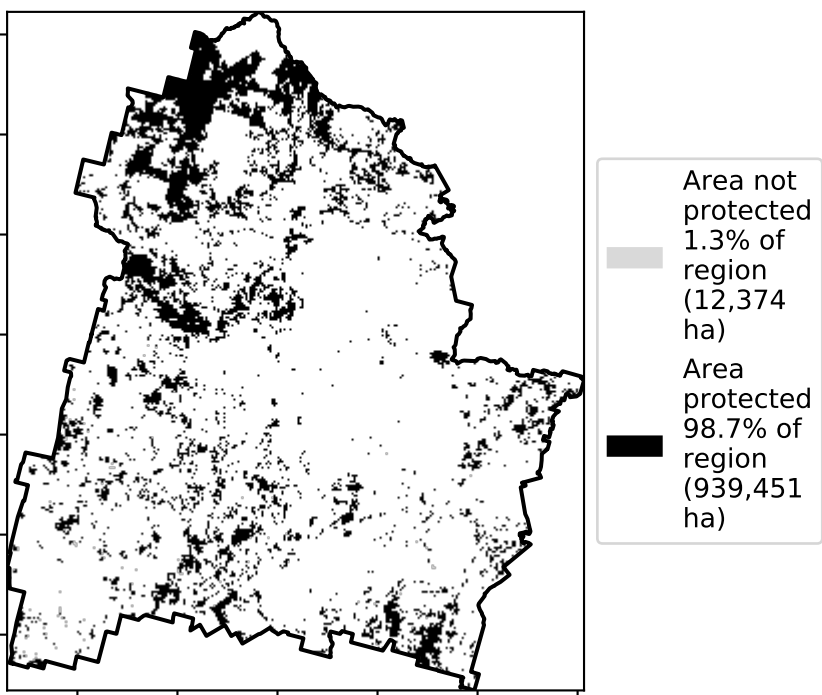 Area not
protected
1.3% of
region
(12,374
ha)
Area
protected
98.7% of
region
(939,451
ha)